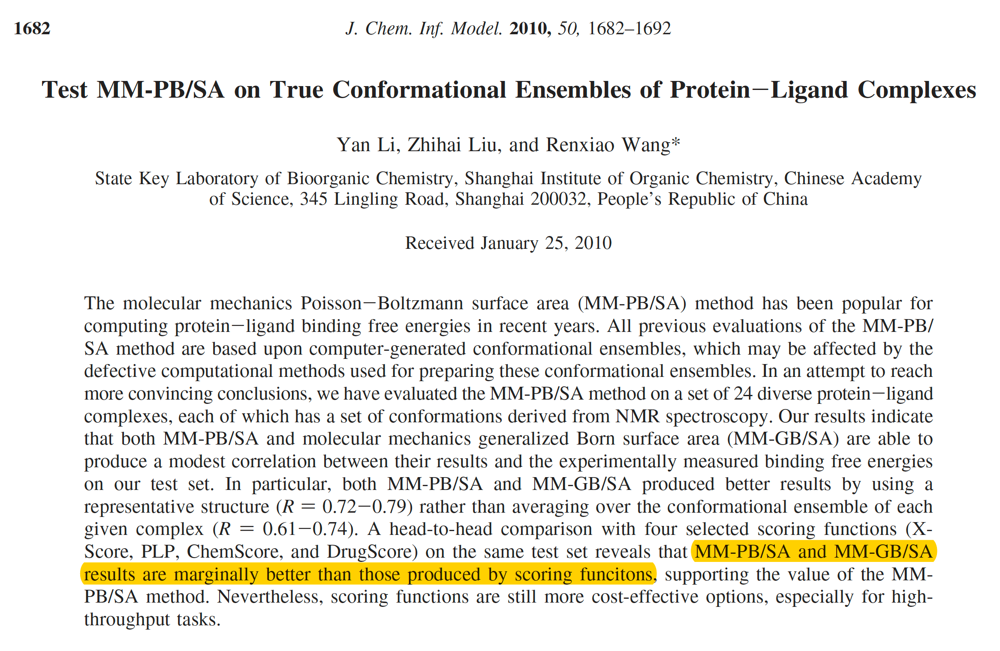 1682
J. Chem. Inf. Model. 2010, 50, 1682–1692
Test MM-PB/SA on True Conformational Ensembles of Protein−Ligand Complexes
Yan Li, Zhihai Liu, and Renxiao Wang*
State Key Laboratory of Bioorganic Chemistry, Shanghai Institute of Organic Chemistry, Chinese Academy
of Science, 345 Lingling Road, Shanghai 200032, People's Republic of China
Received January 25, 2010
The molecular mechanics Poisson−Boltzmann surface area (MM-PB/SA) method has been popular for
computing protein−ligand binding free energies in recent years. All previous evaluations of the MM-PB/
SA method are based upon computer-generated conformational ensembles, which may be affected by the
defective computational methods used for preparing these conformational ensembles. In an attempt to reach
more convincing conclusions, we have evaluated the MM-PB/SA method on a set of 24 diverse protein−ligand
complexes, each of which has a set of conformations derived from NMR spectroscopy. Our results indicate
that both MM-PB/SA and molecular mechanics generalized Born surface area (MM-GB/SA) are able to
produce a modest correlation between their results and the experimentally measured binding free energies
on our test set. In particular, both MM-PB/SA and MM-GB/SA produced better results by using a
representative structure (R = 0.72−0.79) rather than averaging over the conformational ensemble of each
given complex (R = 0.61−0.74). A head-to-head comparison with four selected scoring functions (X-
Score, PLP, ChemScore, and DrugScore) on the same test set reveals that MM-PB/SA and MM-GB/SA
results are marginally better than those produced by scoring funcitons, supporting the value of the MM-
PB/SA method. Nevertheless, scoring functions are still more cost-effective options, especially for high-
throughput tasks.